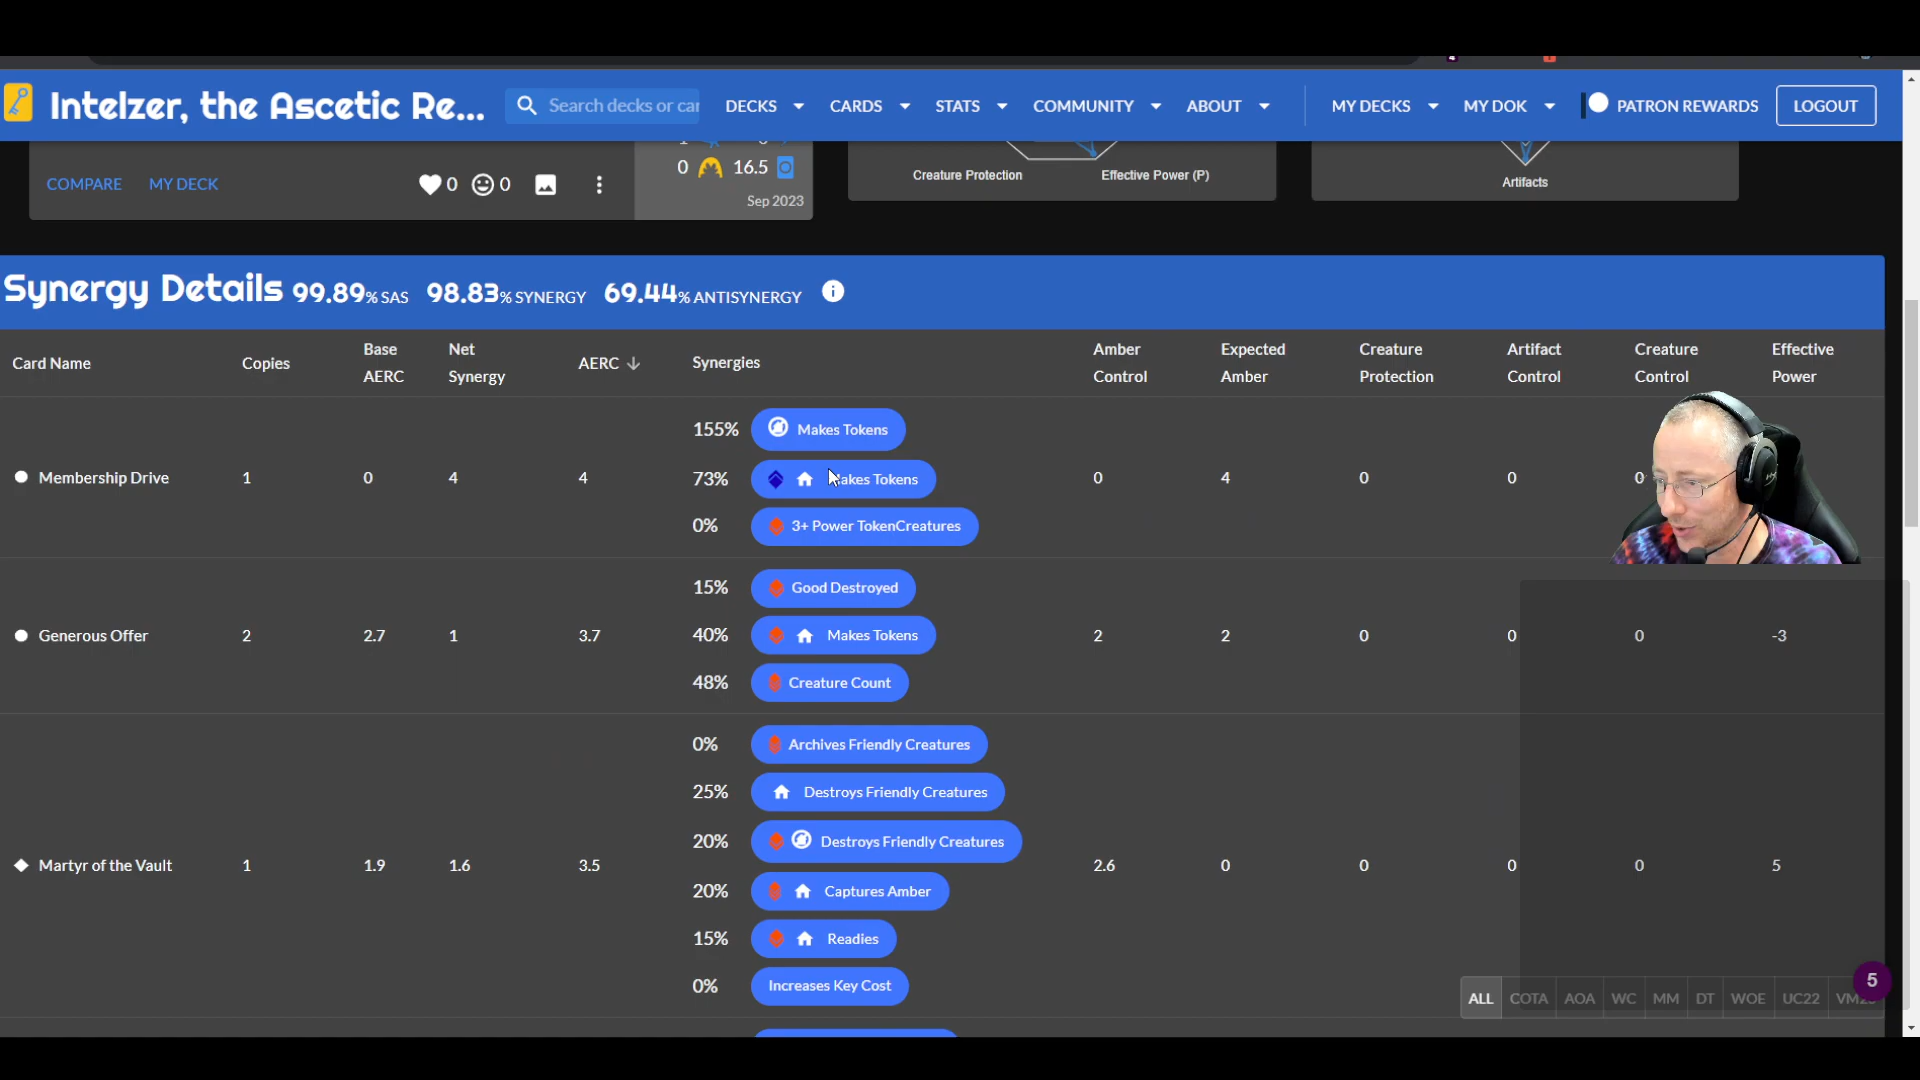 Intelzer, the Ascetic Re...
Search decks or car
DECKS
CARDS
STATS
COMMUNITY
ABOUT
MY DECKS
MY DOK
PATRON REWARDS
LOGOUT
COMPARE
MY DECK
0
0
0
16.5
Sep 2023
Creature Protection
Effective Power (P)
Artifacts
Synergy Details 99.89% SAS 98.83% SYNERGY 69.44% ANTISYNERGY
Card Name
Copies
Base
AERC
Net
Synergy
AERC
Synergies
Amber
Control
Expected
Amber
Creature
Protection
Artifact
Control
Creature
Control
Effective
Power
Membership Drive
1
0
4
4
155% Makes Tokens
73% Makes Tokens
0% 3+ Power TokenCreatures
0
4
0
0
0
Generous Offer
2
2.7
1
3.7
15% Good Destroyed
40% Makes Tokens
48% Creature Count
2
2
0
0
0
-3
Martyr of the Vault
1
1.9
1.6
3.5
0% Archives Friendly Creatures
25% Destroys Friendly Creatures
20% Destroys Friendly Creatures
20% Captures Amber
15% Readies
0% Increases Key Cost
2.6
0
0
0
0
5
5
ALL COTA AOA WC MM DT WOE UC22